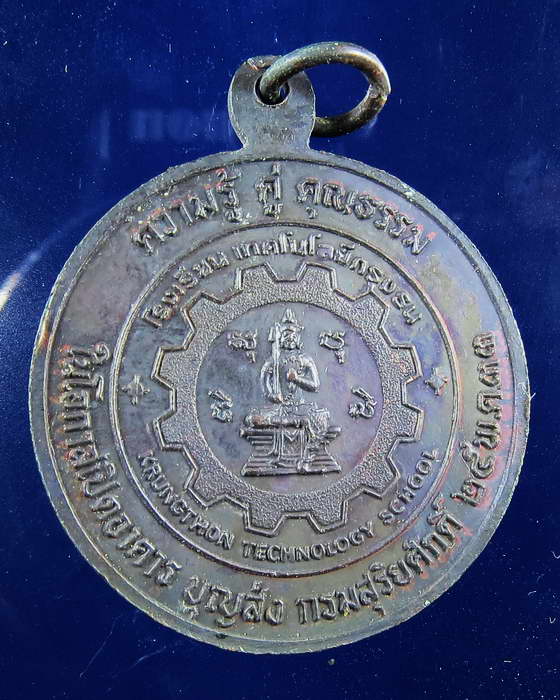 ความรู้ คู่ คุณธรรม
โรงเรียน เทคโนโลยีกรุงธน
KRUNGTHON TECHNOLOGY SCHOOL
ในโอกาสเปิดอาคาร บุญส่ง กรมสุริยศักดิ์ ๒๕ พ.ค. ๓๓